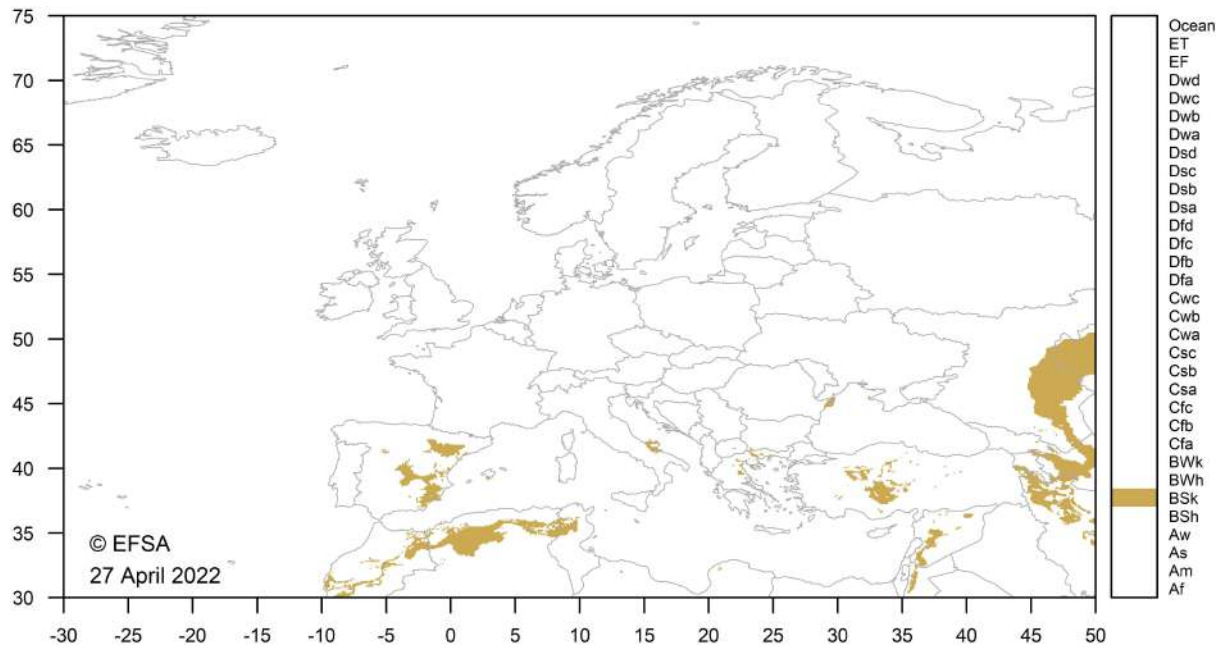 75
70
65
60
55
50
45
40
35
30
© EFSA
27 April 2022
-30 -25 -20 -15 -10 -5 0 5 10 15 20 25 30 35 40 45 50
Ocean
ET
EF
Dwd
Dwc
Dwb
Dwa
Dsd
Dsc
Dsb
Dsa
Dfd
Dfc
Dfb
Dfa
Cwc
Cwb
Cwa
Csc
Csb
Csa
Cfc
Cfb
Cfa
BWk
BWh
BSk
BSh
Aw
As
Am
Af